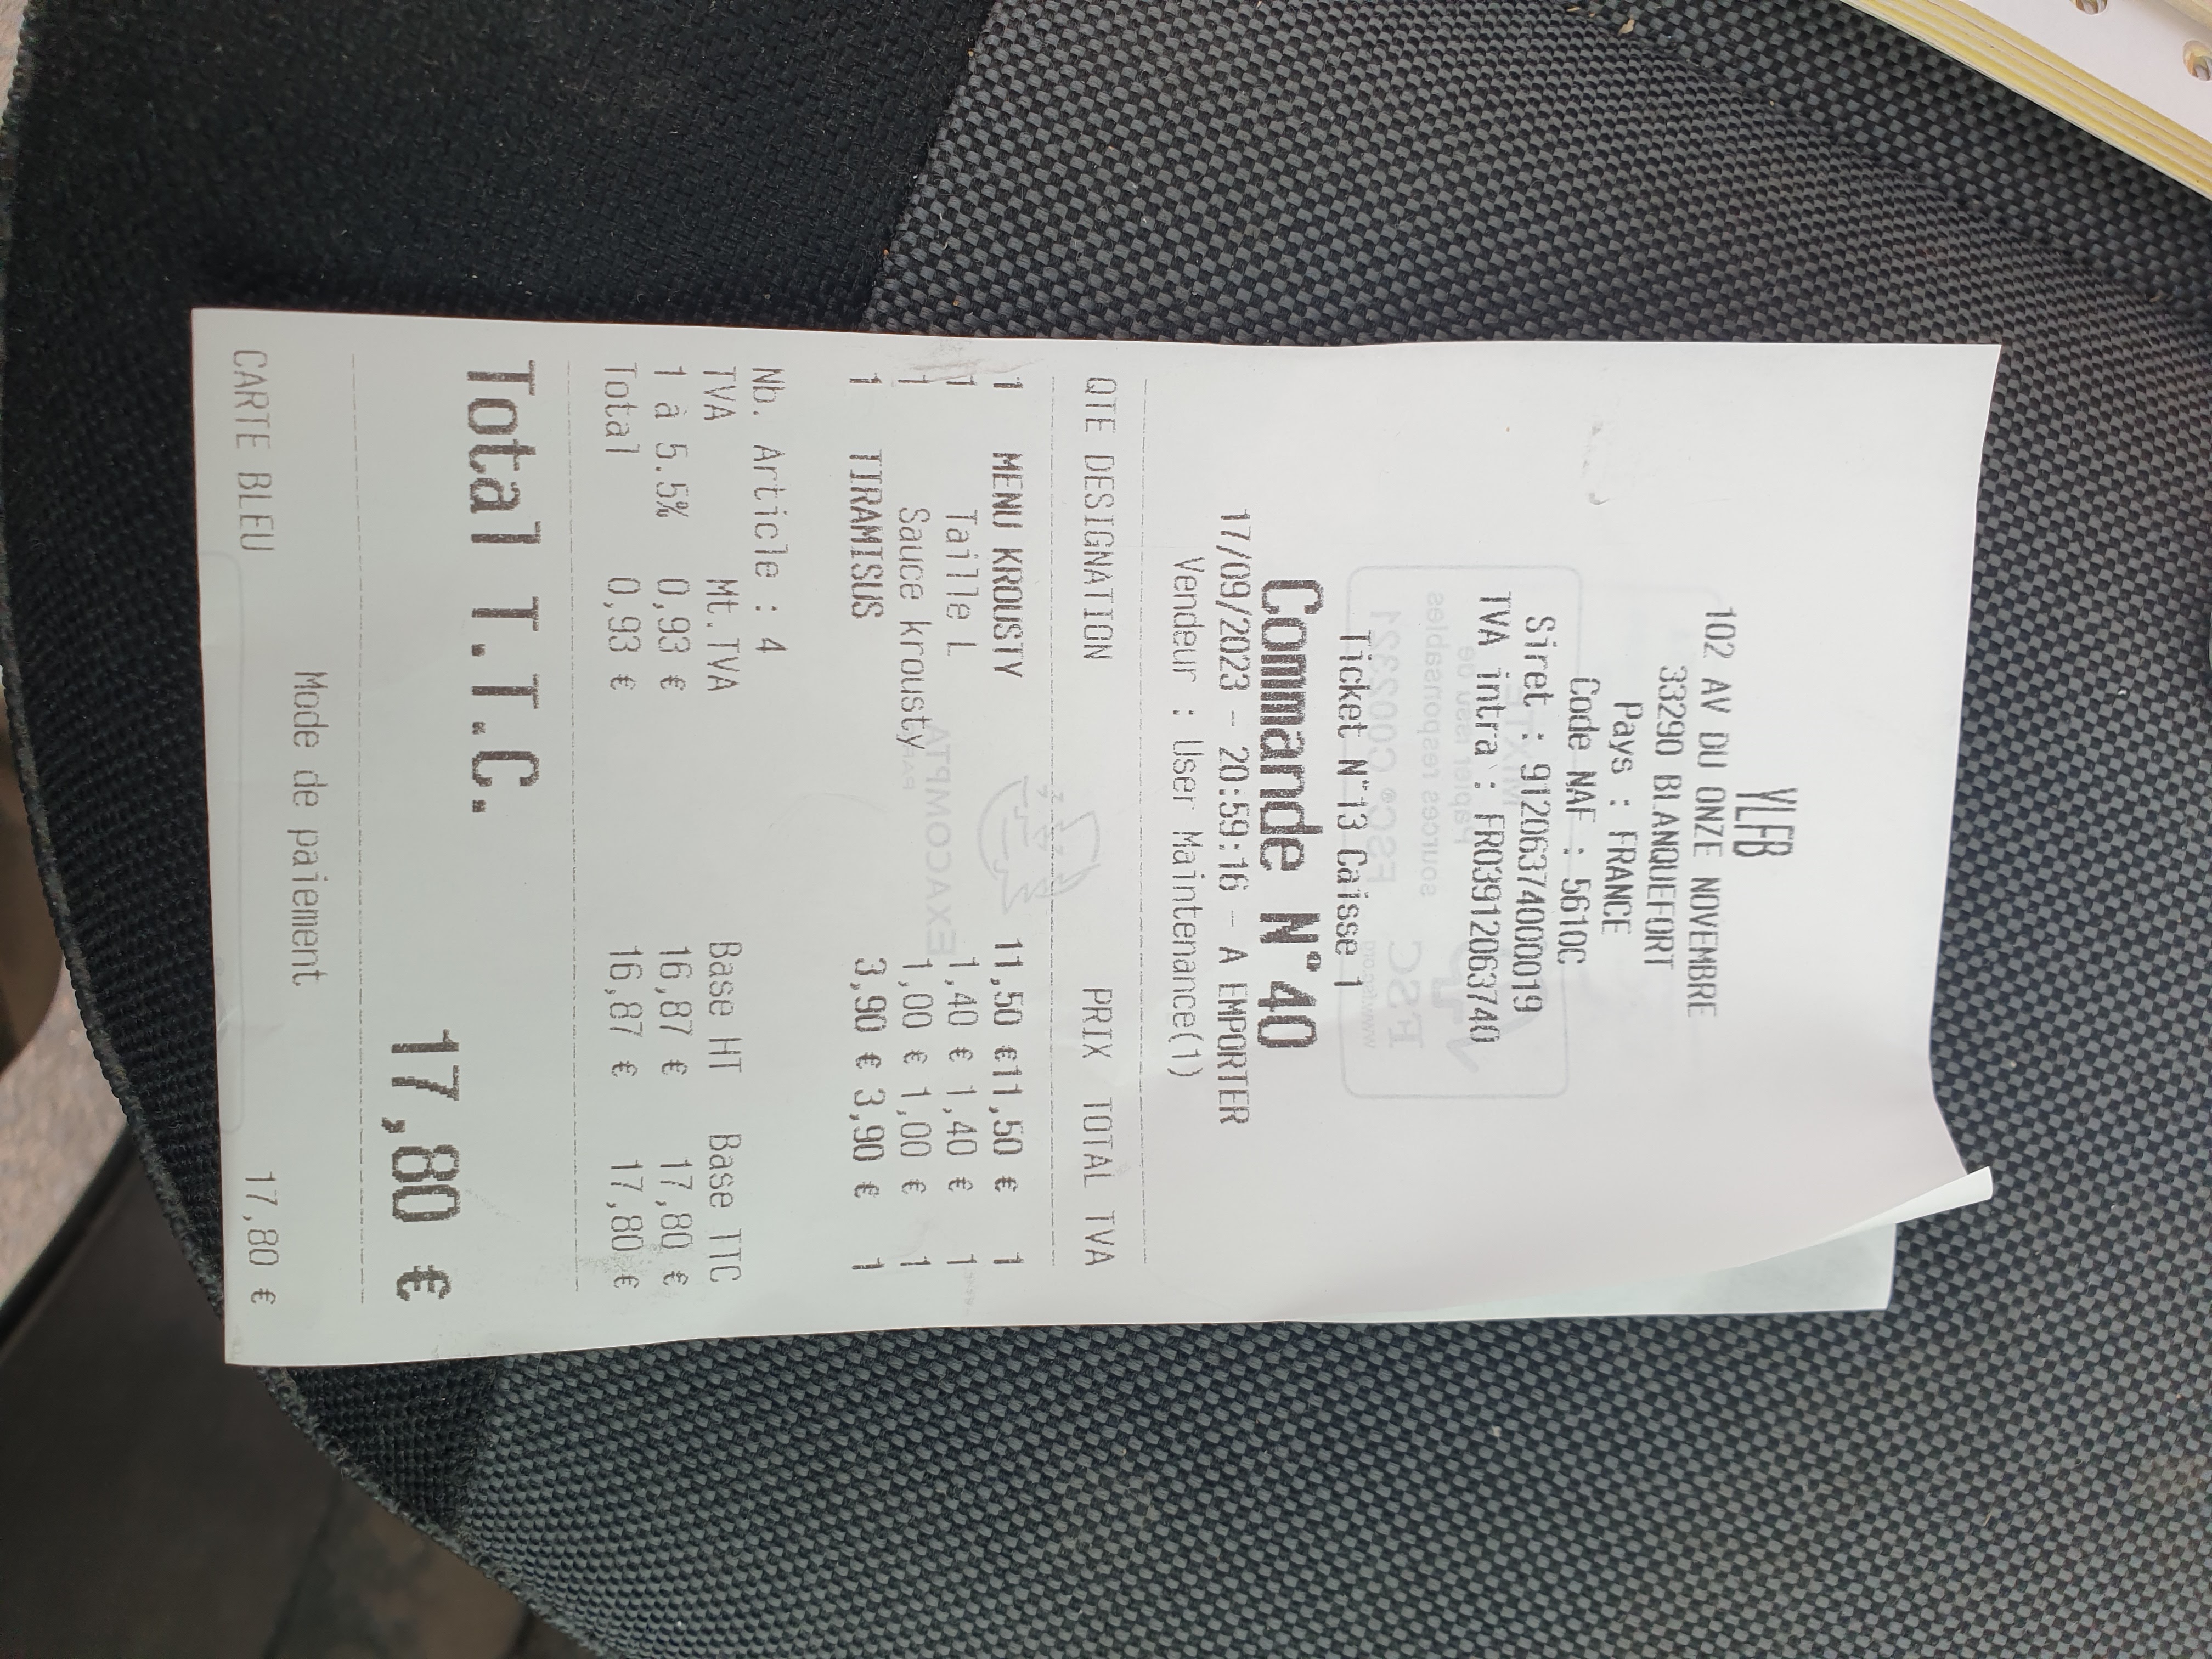 YLFB
102 AV DU ONZE NOVEMBRE
33290 BLANQUEFORT
Pays : FRANCE
Code NAF : 5610C
Siret : 91206374000019
TVA intra : FR03912063740
Ticket N°13 Caisse 1
Commande N°40
17/09/2023 - 20:59:16 - A EMPORTER
Vendeur : User Maintenance(1)
QTE DESIGNATION PRIX TOTAL TVA
1 MENU KROUSTY 11,50 €11,50 € 1
1 Taille L 1,40 € 1,40 € 1
1 Sauce krousty 1,00 € 1,00 € 1
1 TIRAMISUS 3,90 € 3,90 € 1
Nb. Article : 4
TVA Mt.TVA Base HT Base TTC
1 à 5.5% 0,93 € 16,87 € 17,80 €
Total 0,93 € 16,87 € 17,80 €
Total T.T.C.
17,80 €
Mode de paiement
CARTE BLEU 17,80 €